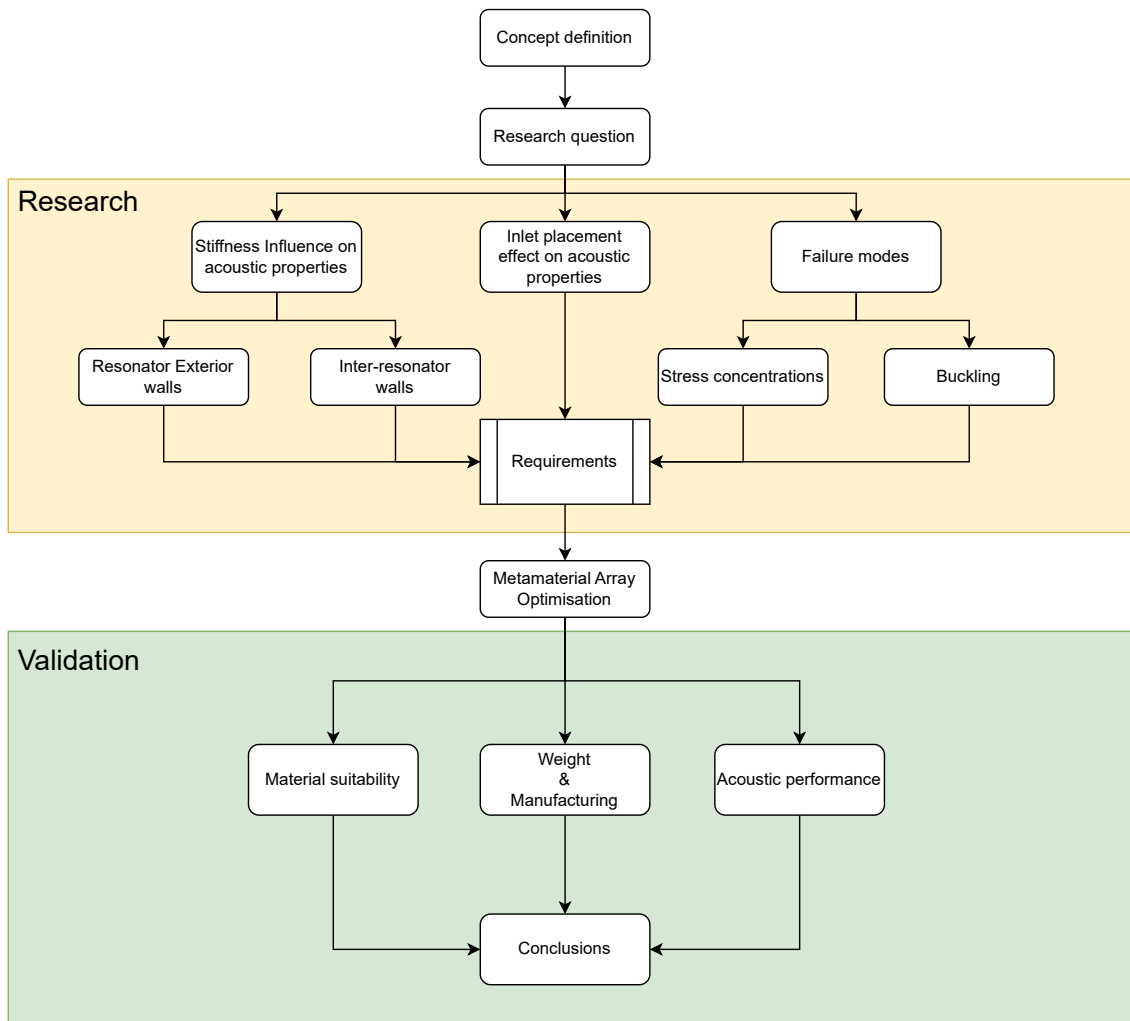 Concept definition
Research question
Research
Stiffness Influence on
acoustic properties
Inlet placement
effect on acoustic
properties
Failure modes
Resonator Exterior
walls
Inter-resonator
walls
Stress concentrations
Buckling
Requirements
Metamaterial Array
Optimisation
Validation
Material suitability
Weight
&
Manufacturing
Acoustic performance
Conclusions